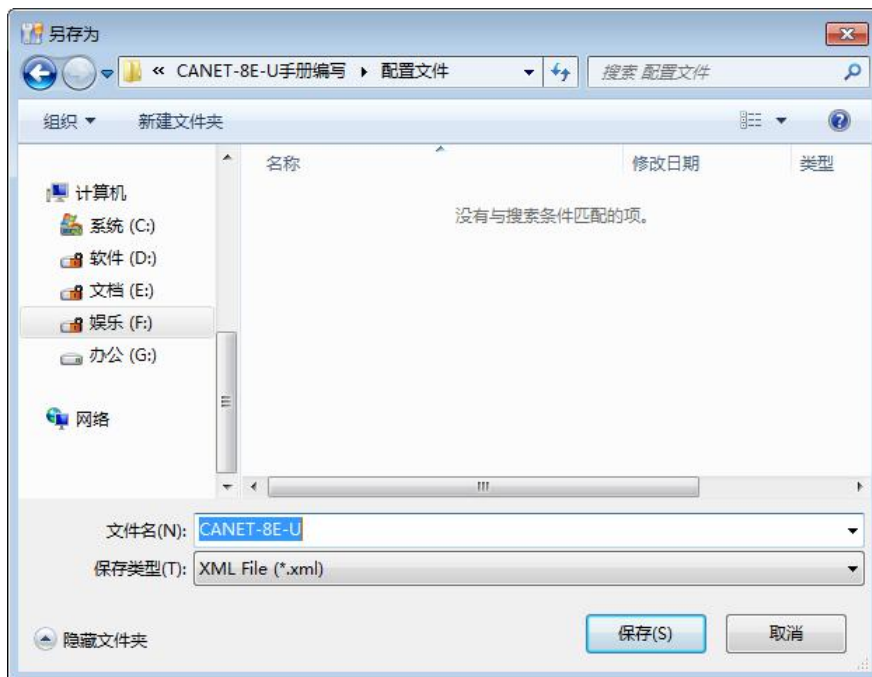 另存为
« CANET-8E-U手册编写 ▸ 配置文件
搜索 配置文件
组织
新建文件夹
名称
修改日期
类型
没有与搜索条件匹配的项。
计算机
系统 (C:)
软件 (D:)
文档 (E:)
娱乐 (F:)
办公 (G:)
网络
文件名(N): CANET-8E-U
保存类型(T): XML File (*.xml)
隐藏文件夹
保存(S)
取消